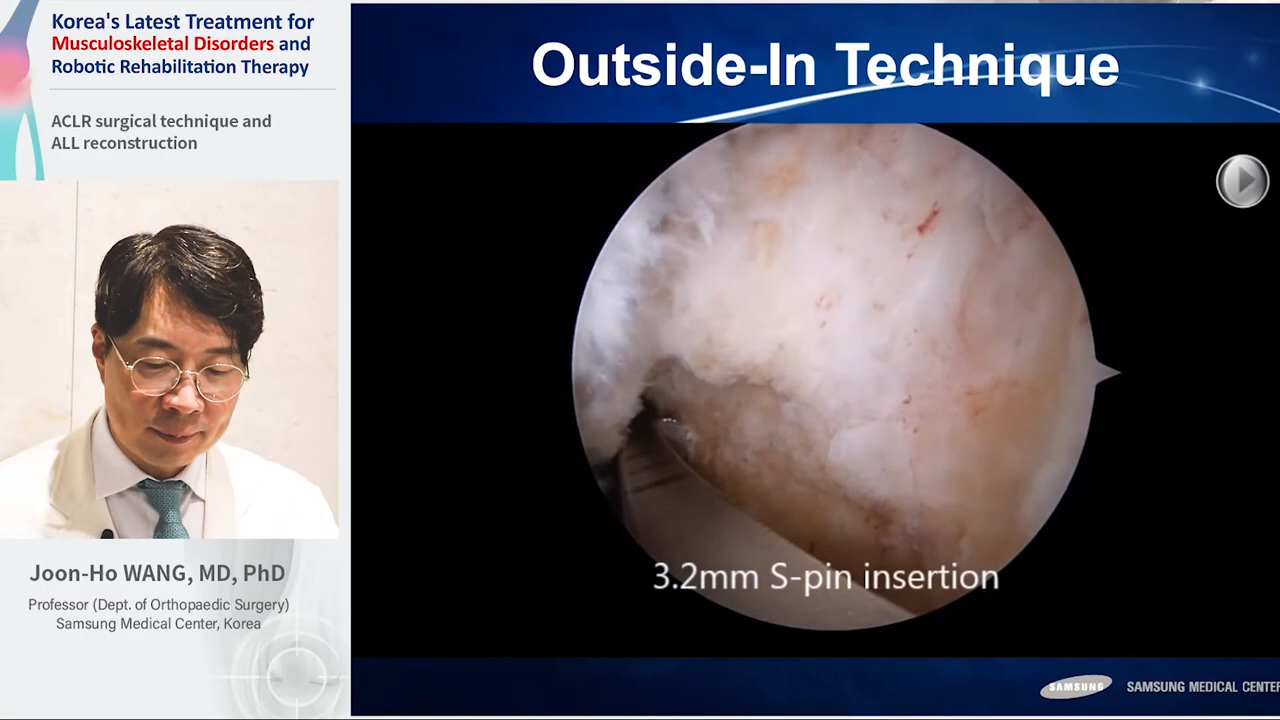 Korea's Latest Treatment for
Musculoskeletal Disorders and
Robotic Rehabilitation Therapy
ACLR surgical technique and
ALL reconstruction
Joon-Ho WANG, MD, PhD
Professor (Dept. of Orthopaedic Surgery)
Samsung Medical Center, Korea
Outside-In Technique
3.2mm S-pin insertion
SAMSUNG SAMSUNG MEDICAL CENTER